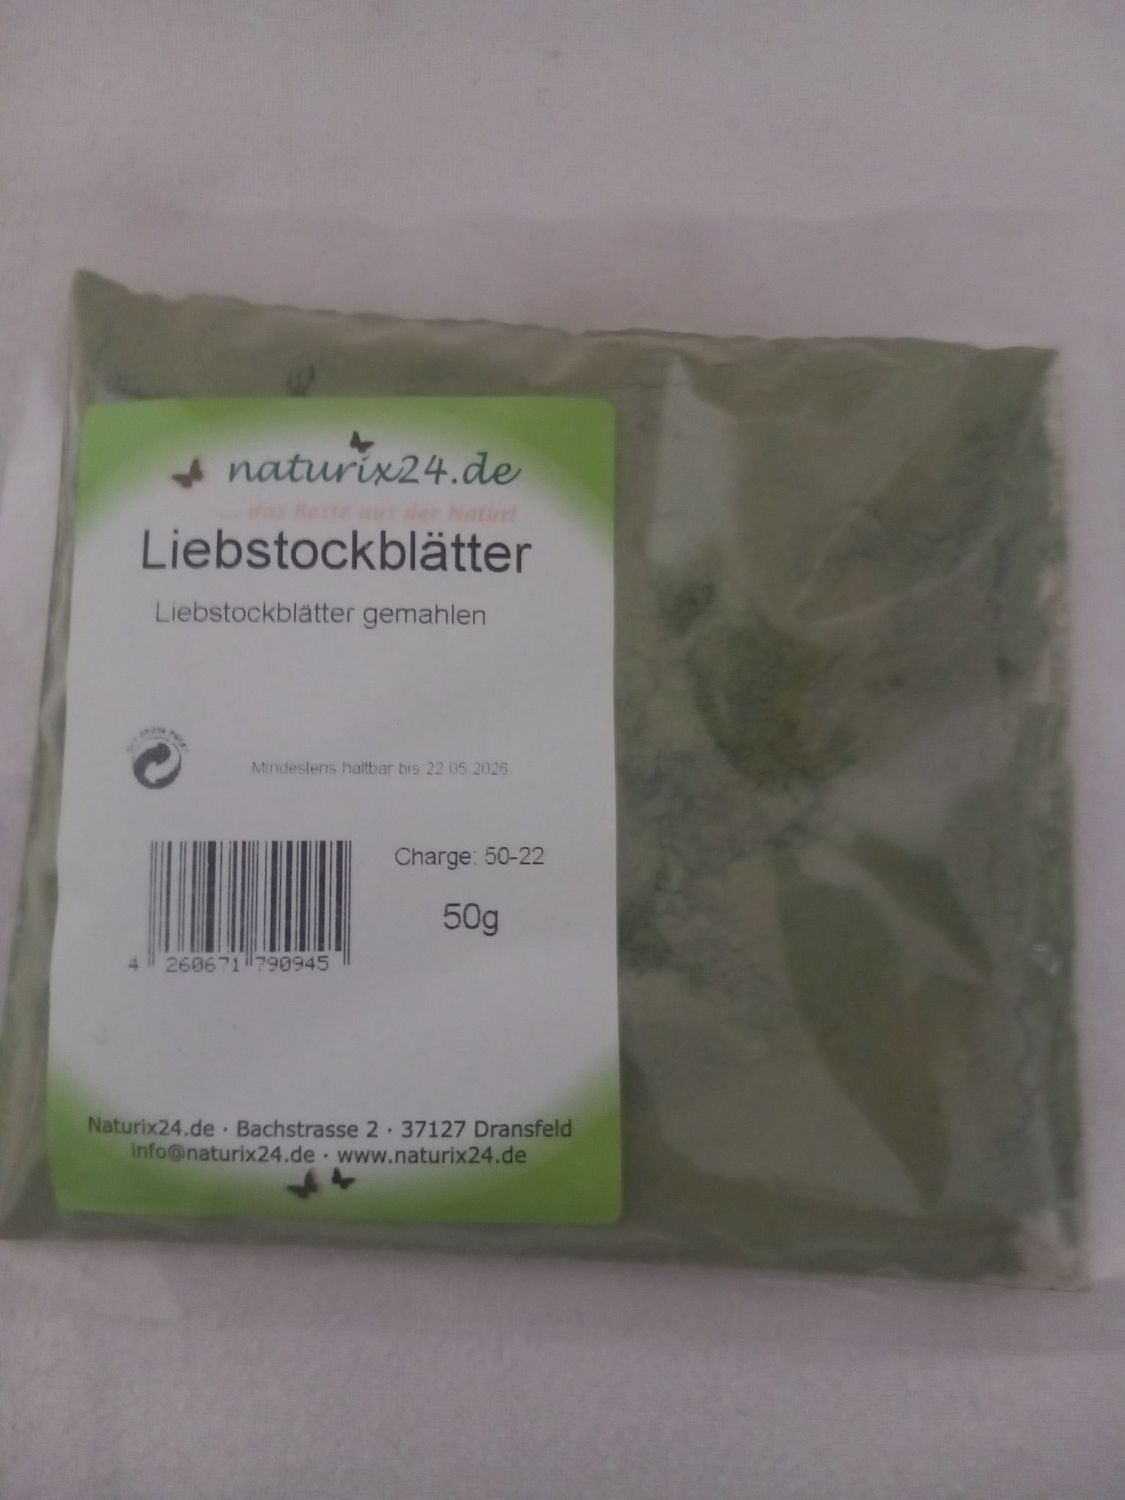 naturix24.de
... das Beste aus der Natur!
Liebstockblätter
Liebstockblätter gemahlen
Mindestens haltbar bis 22.05.2026
Charge: 50-22
50g
4 260671 790945
Naturix24.de · Bachstrasse 2 · 37127 Dransfeld
info@naturix24.de · www.naturix24.de